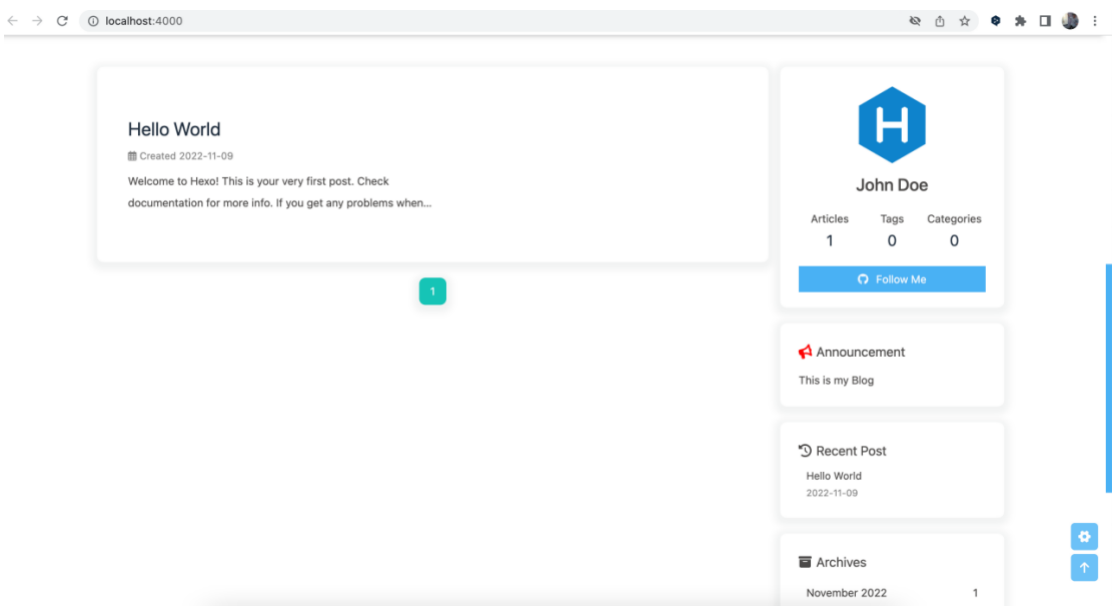 localhost:4000
Hello World
Created 2022-11-09
Welcome to Hexo! This is your very first post. Check
documentation for more info. If you get any problems when...
1
H
John Doe
Articles Tags Categories
1 0 0
Follow Me
Announcement
This is my Blog
Recent Post
Hello World
2022-11-09
Archives
November 2022 1